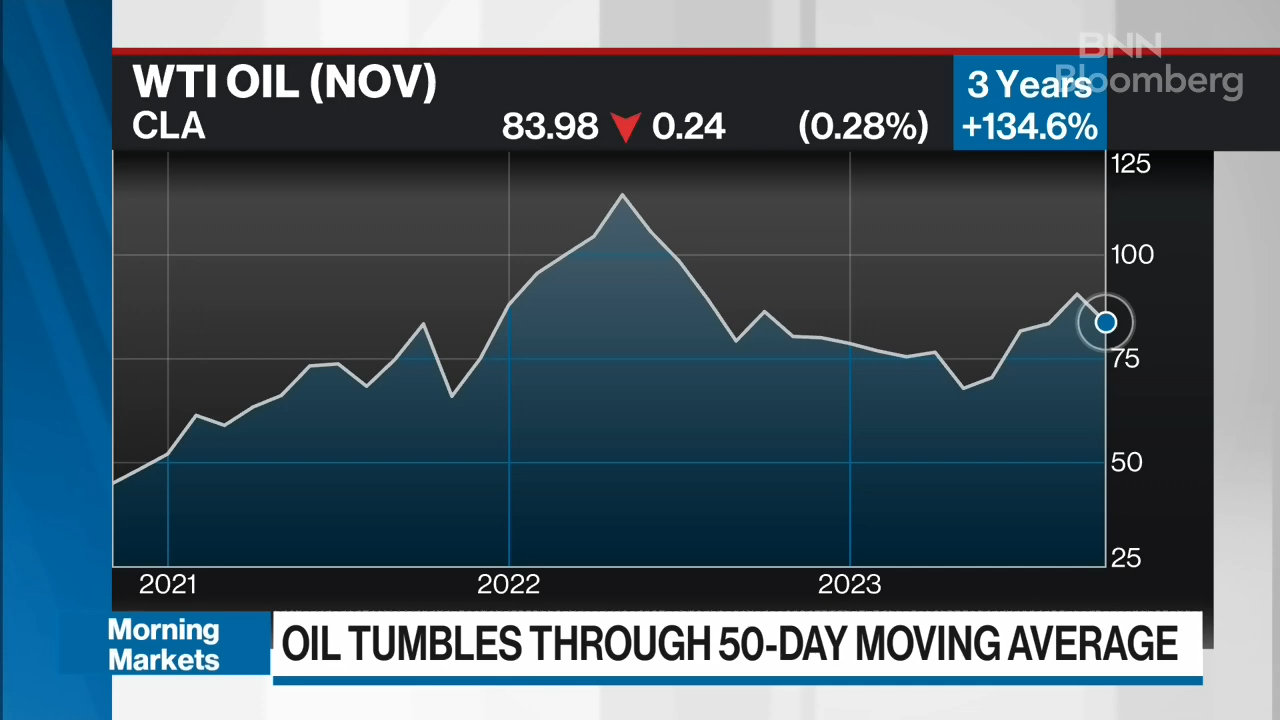 BNN
Bloomberg
WTI OIL (NOV)
3 Years
CLA
83.98 ▼ 0.24 (0.28%)
+134.6%
125
100
75
50
25
2021
2022
2023
Morning
Markets
OIL TUMBLES THROUGH 50-DAY MOVING AVERAGE